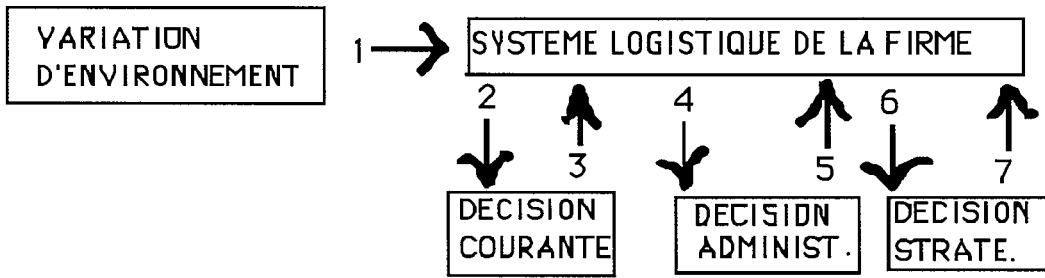 VARIATION
D'ENVIRONNEMENT
1
SYSTEME LOGISTIQUE DE LA FIRME
2
3
4
5
6
7
DECISION
COURANTE
DECISION
ADMINIST.
DECISION
STRATE.